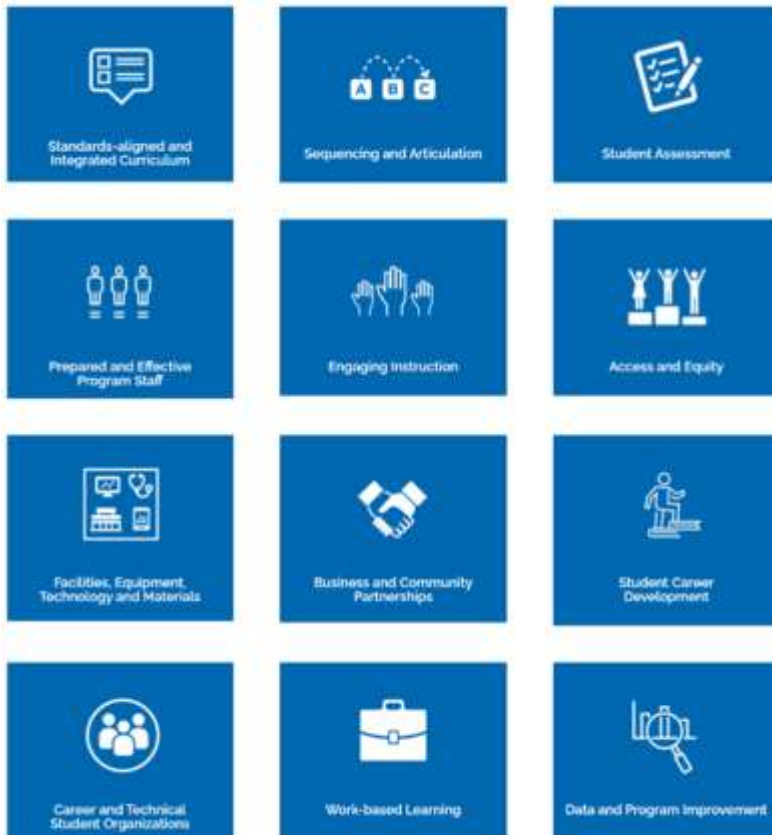 Standards-aligned and
Integrated Curriculum
A B C
Sequencing and Articulation
Student Assessment
Prepared and Effective
Program Staff
Engaging Instruction
Access and Equity
Facilities, Equipment,
Technology and Materials
Business and Community
Partnerships
Student Career
Development
Career and Technical
Student Organizations
Work-based Learning
Data and Program Improvement